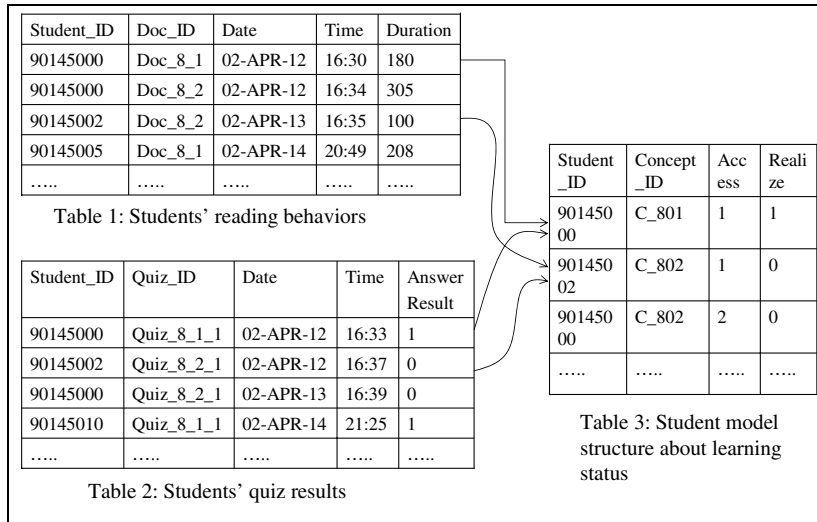 Student_ID Doc_ID Date Time Duration
90145000 Doc_8_1 02-APR-12 16:30 180
90145000 Doc_8_2 02-APR-12 16:34 305
90145002 Doc_8_2 02-APR-13 16:35 100
90145005 Doc_8_1 02-APR-14 20:49 208
….. ….. ….. ….. …..
Table 1: Students’ reading behaviors
Student_ID Quiz_ID Date Time Answer
Result
90145000 Quiz_8_1_1 02-APR-12 16:33 1
90145002 Quiz_8_2_1 02-APR-12 16:37 0
90145000 Quiz_8_2_1 02-APR-13 16:39 0
90145010 Quiz_8_1_1 02-APR-14 21:25 1
….. ….. ….. ….. …..
Table 2: Students’ quiz results
Student Concept Acc Reali
_ID _ID ess ze
901450 C_801 1 1
00
901450 C_802 1 0
02
901450 C_802 2 0
00
….. ….. ….. …..
Table 3: Student model
structure about learning
status